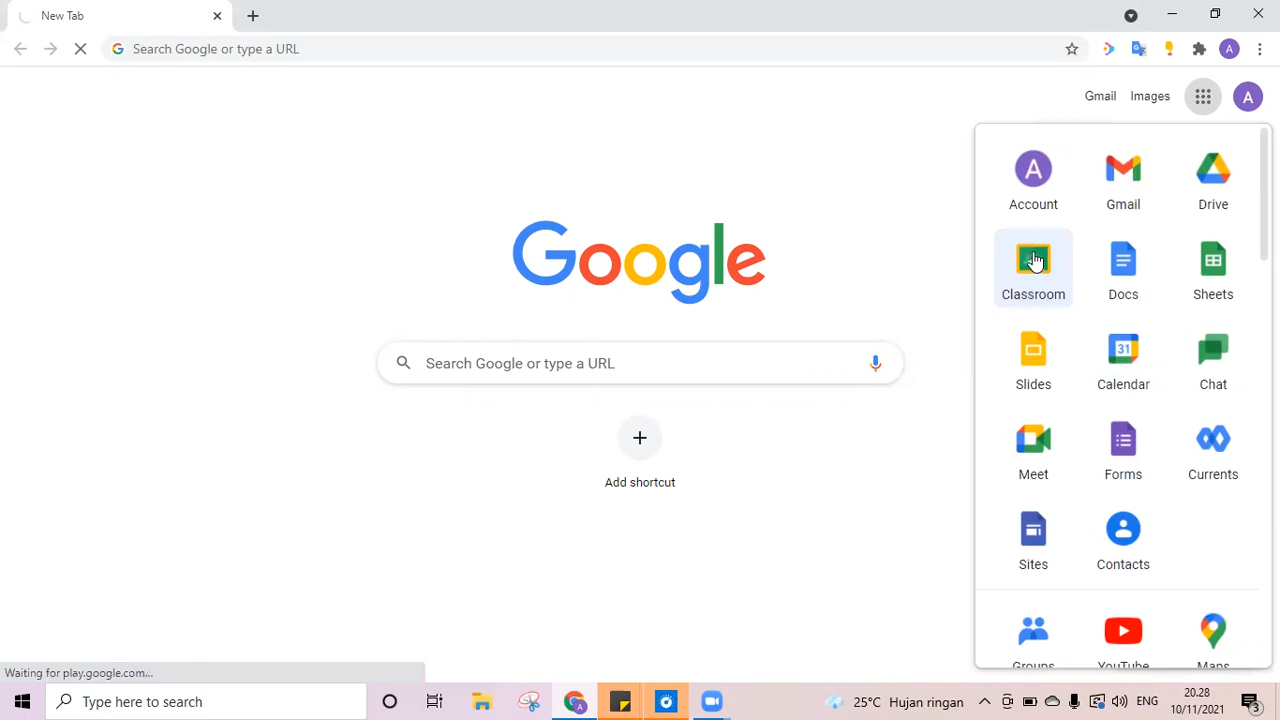 New Tab
Search Google or type a URL
A
Gmail Images A
A
Account Gmail Drive
Google
Classroom Docs Sheets
31
Slides Calendar Chat
Search Google or type a URL
Meet Forms Currents
Add shortcut
Sites Contacts
Groups YouTube Maps
Waiting for play.google.com...
Type here to search
A
25°C Hujan ringan
ENG
20.28
10/11/2021
3